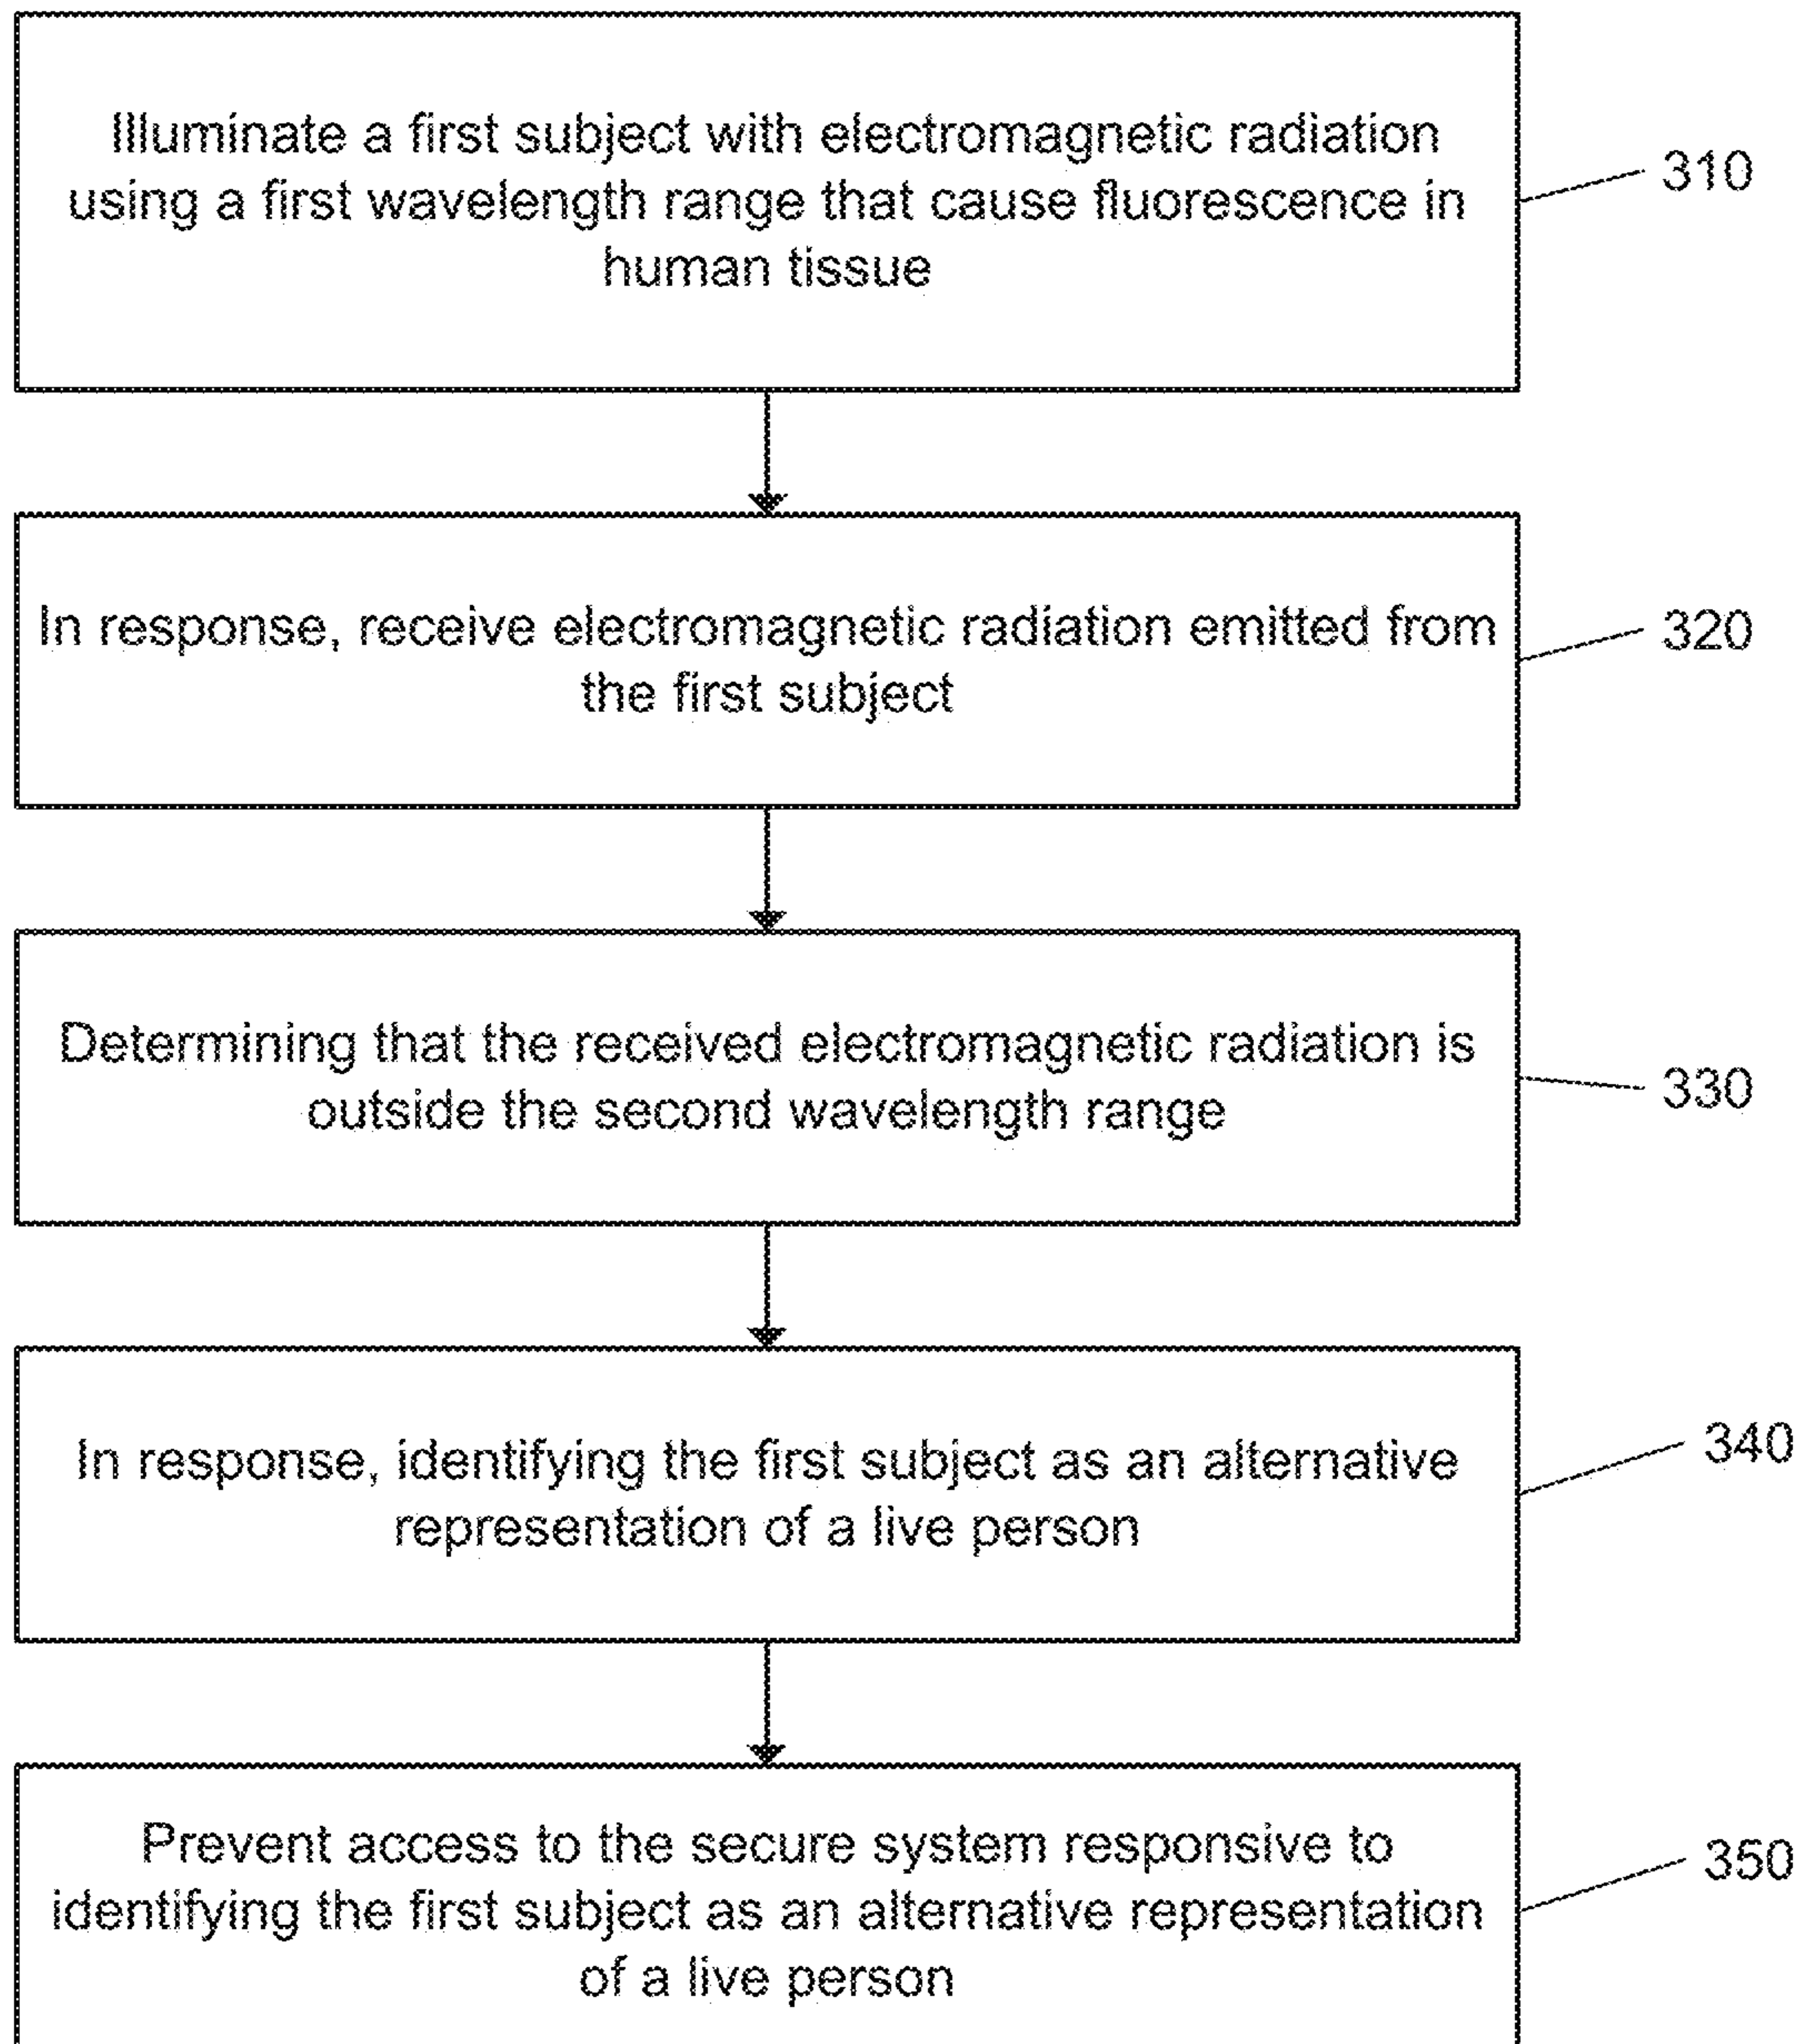 Illuminate a first subject with electromagnetic radiation
using a first wavelength range that cause fluorescence in
human tissue
310
In response, receive electromagnetic radiation emitted from
the first subject
320
Determining that the received electromagnetic radiation is
outside the second wavelength range
330
In response, identifying the first subject as an alternative
representation of a live person
340
Prevent access to the secure system responsive to
identifying the first subject as an alternative representation
of a live person
350